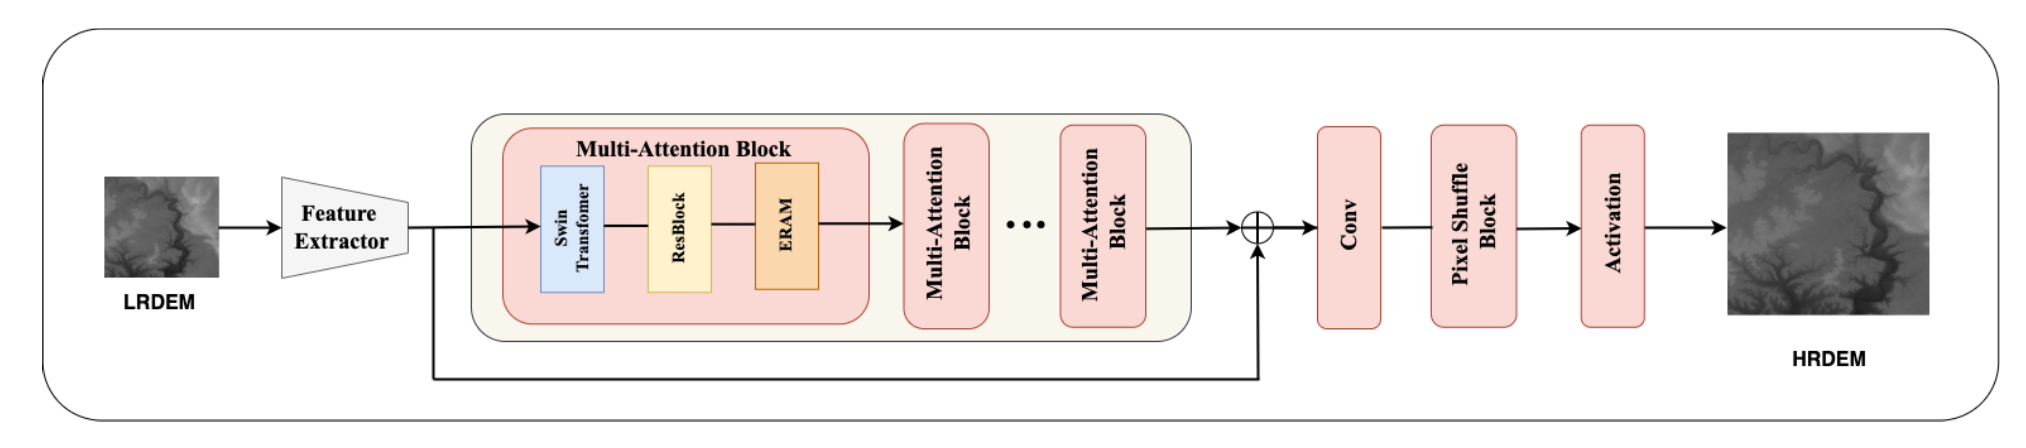 LRDEM
Feature
Extractor
Multi-Attention Block
Swin
Transfomer
ResBlock
ERAM
Multi-Attention
Block
Multi-Attention
Block
Conv
Pixel Shuffle
Block
Activation
HRDEM